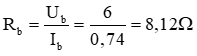 R_b = U_b / I_b = 6 / 0,74 = 8,12Ω